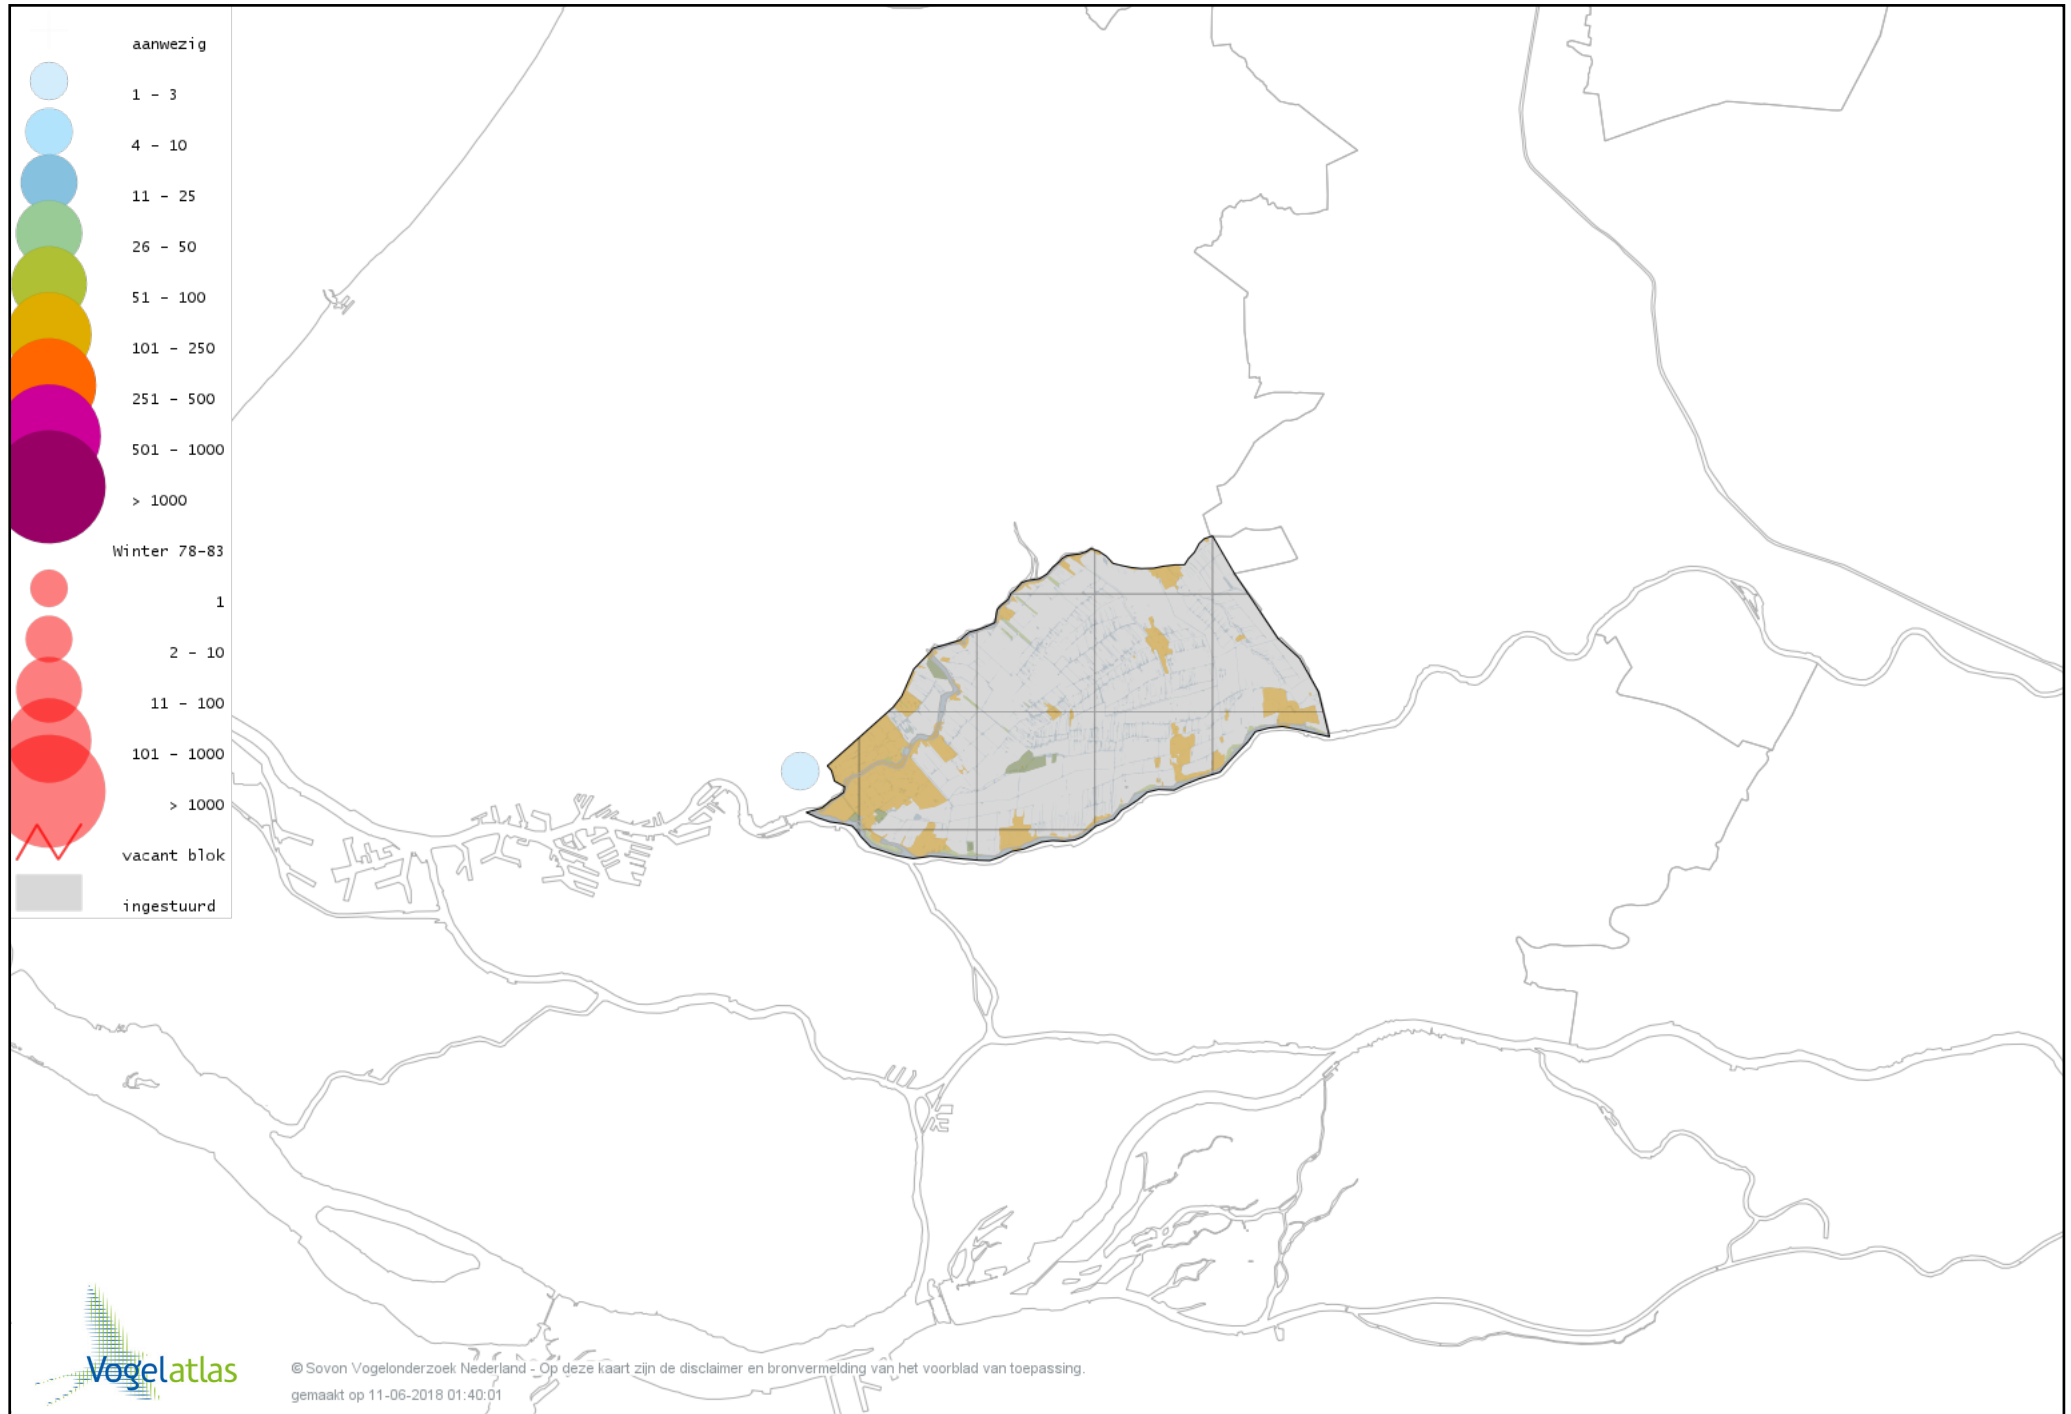 aanwezig
1 - 3
4 - 10
11 - 25
26 - 50
51 - 100
101 - 250
251 - 500
501 - 1000
> 1000
Winter 78-83
1
2 - 10
11 - 100
101 - 1000
> 1000
vacant blok
ingestuurd
Vogelatlas
© Sovon Vogelonderzoek Nederland - Op deze kaart zijn de disclaimer en bronvermelding van het voorblad van toepassing.
gemaakt op 11-06-2018 01:40:01